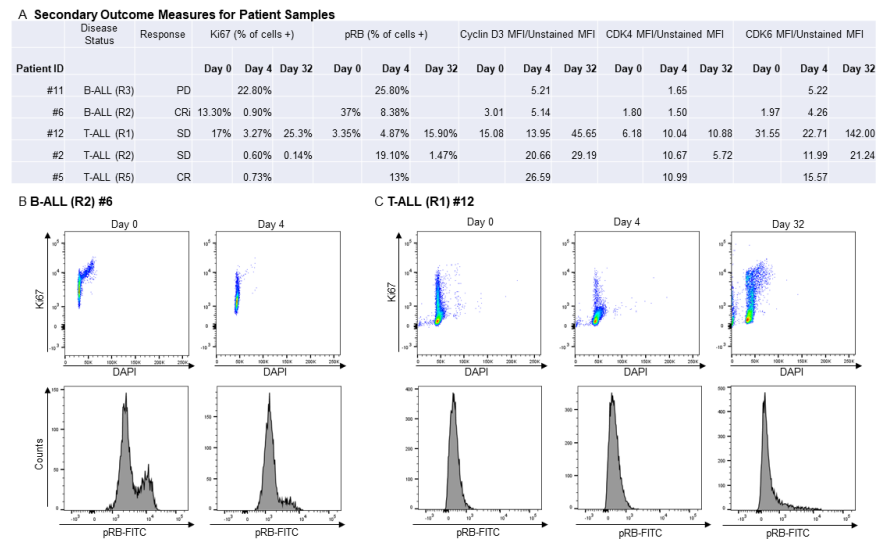 A Secondary Outcome Measures for Patient Samples
Disease Status Response Ki67 (% of cells +) pRB (% of cells +) Cyclin D3 MFI/Unstained MFI CDK4 MFI/Unstained MFI CDK6 MFI/Unstained MFI
Patient ID Day 0 Day 4 Day 32 Day 0 Day 4 Day 32 Day 0 Day 4 Day 32 Day 0 Day 4 Day 32 Day 0 Day 4 Day 32
#11 B-ALL (R3) PD 22.80% 25.80% 5.21 1.65 5.22
#6 B-ALL (R2) CRi 13.30% 0.90% 37% 8.38% 3.01 5.14 1.80 1.50 1.97 4.26
#12 T-ALL (R1) SD 17% 3.27% 25.3% 3.35% 4.87% 15.90% 15.08 13.95 45.65 6.18 10.04 10.88 31.55 22.71 142.00
#2 T-ALL (R2) SD 0.60% 0.14% 19.10% 1.47% 20.66 29.19 10.67 5.72 11.99 21.24
#5 T-ALL (R5) CR 0.73% 13% 26.59 10.99 15.57
B B-ALL (R2) #6 C T-ALL (R1) #12
Day 0 Day 4 Day 0 Day 4 Day 32
Ki67 Ki67
DAPI DAPI DAPI DAPI DAPI
Counts
pRB-FITC pRB-FITC pRB-FITC pRB-FITC pRB-FITC